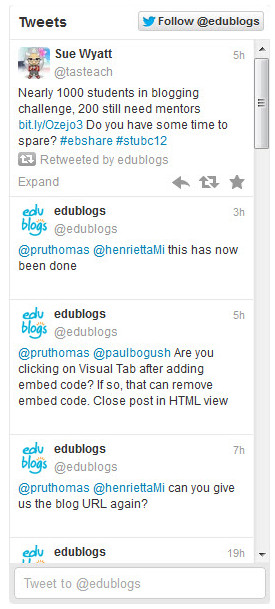 Tweets
Follow @edublogs
Sue Wyatt
5h
@tasteach
Nearly 1000 students in blogging
challenge, 200 still need mentors
bit.ly/Ozejo3 Do you have some time to
spare? #ebshare #stubc12
Retweeted by edublogs
Expand
edu
blogs
edublogs
3h
@edublogs
@pruthomas @henriettaMi this has now
been done
edu
blogs
edublogs
5h
@edublogs
@pruthomas @paulbogush Are you
clicking on Visual Tab after adding
embed code? If so, that can remove
embed code. Close post in HTML view
edu
blogs
edublogs
7h
@edublogs
@pruthomas @henriettaMi can you give
us the blog URL again?
edu
blogs
edublogs
19h
Tweet to @edublogs